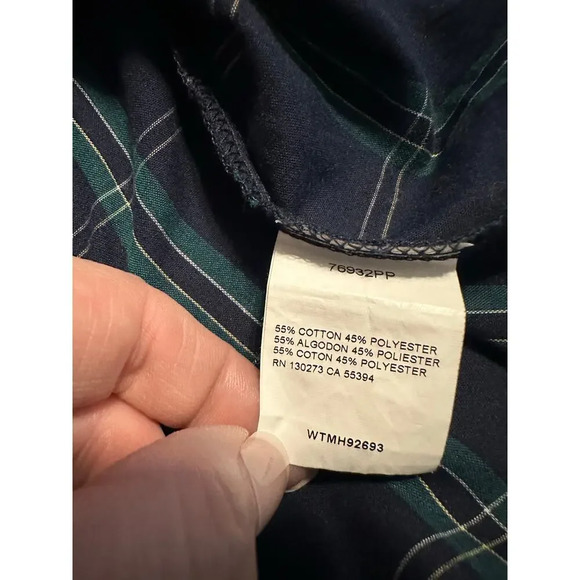 76932PP
55% COTTON 45% POLYESTER
55% ALGODON 45% POLIESTER
55% COTON 45% POLYESTER
RN 130273 CA 55394
WTMH92693